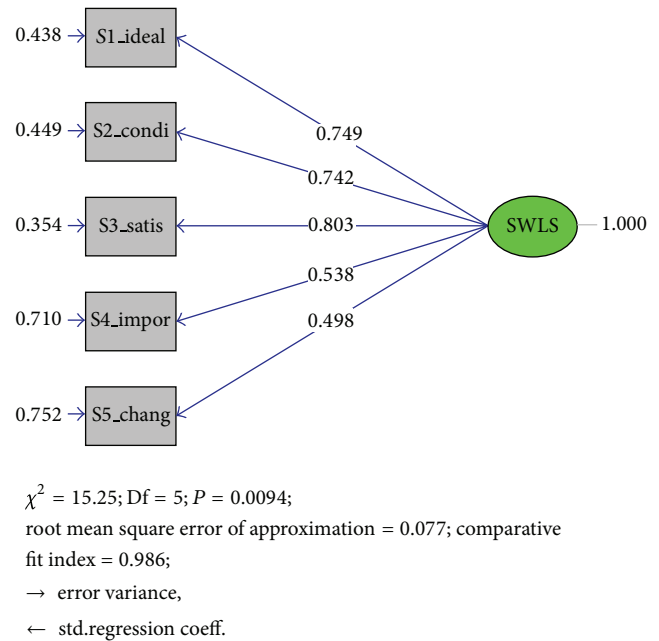 0.438 → S1_ideal
0.749
0.449 → S2_condi
0.742
0.354 → S3_satis
0.803
SWLS
1.000
0.538
0.710 → S4_impor
0.498
0.752 → S5_chang
χ² = 15.25; Df = 5; P = 0.0094;
root mean square error of approximation = 0.077; comparative
fit index = 0.986;
→ error variance,
← std.regression coeff.